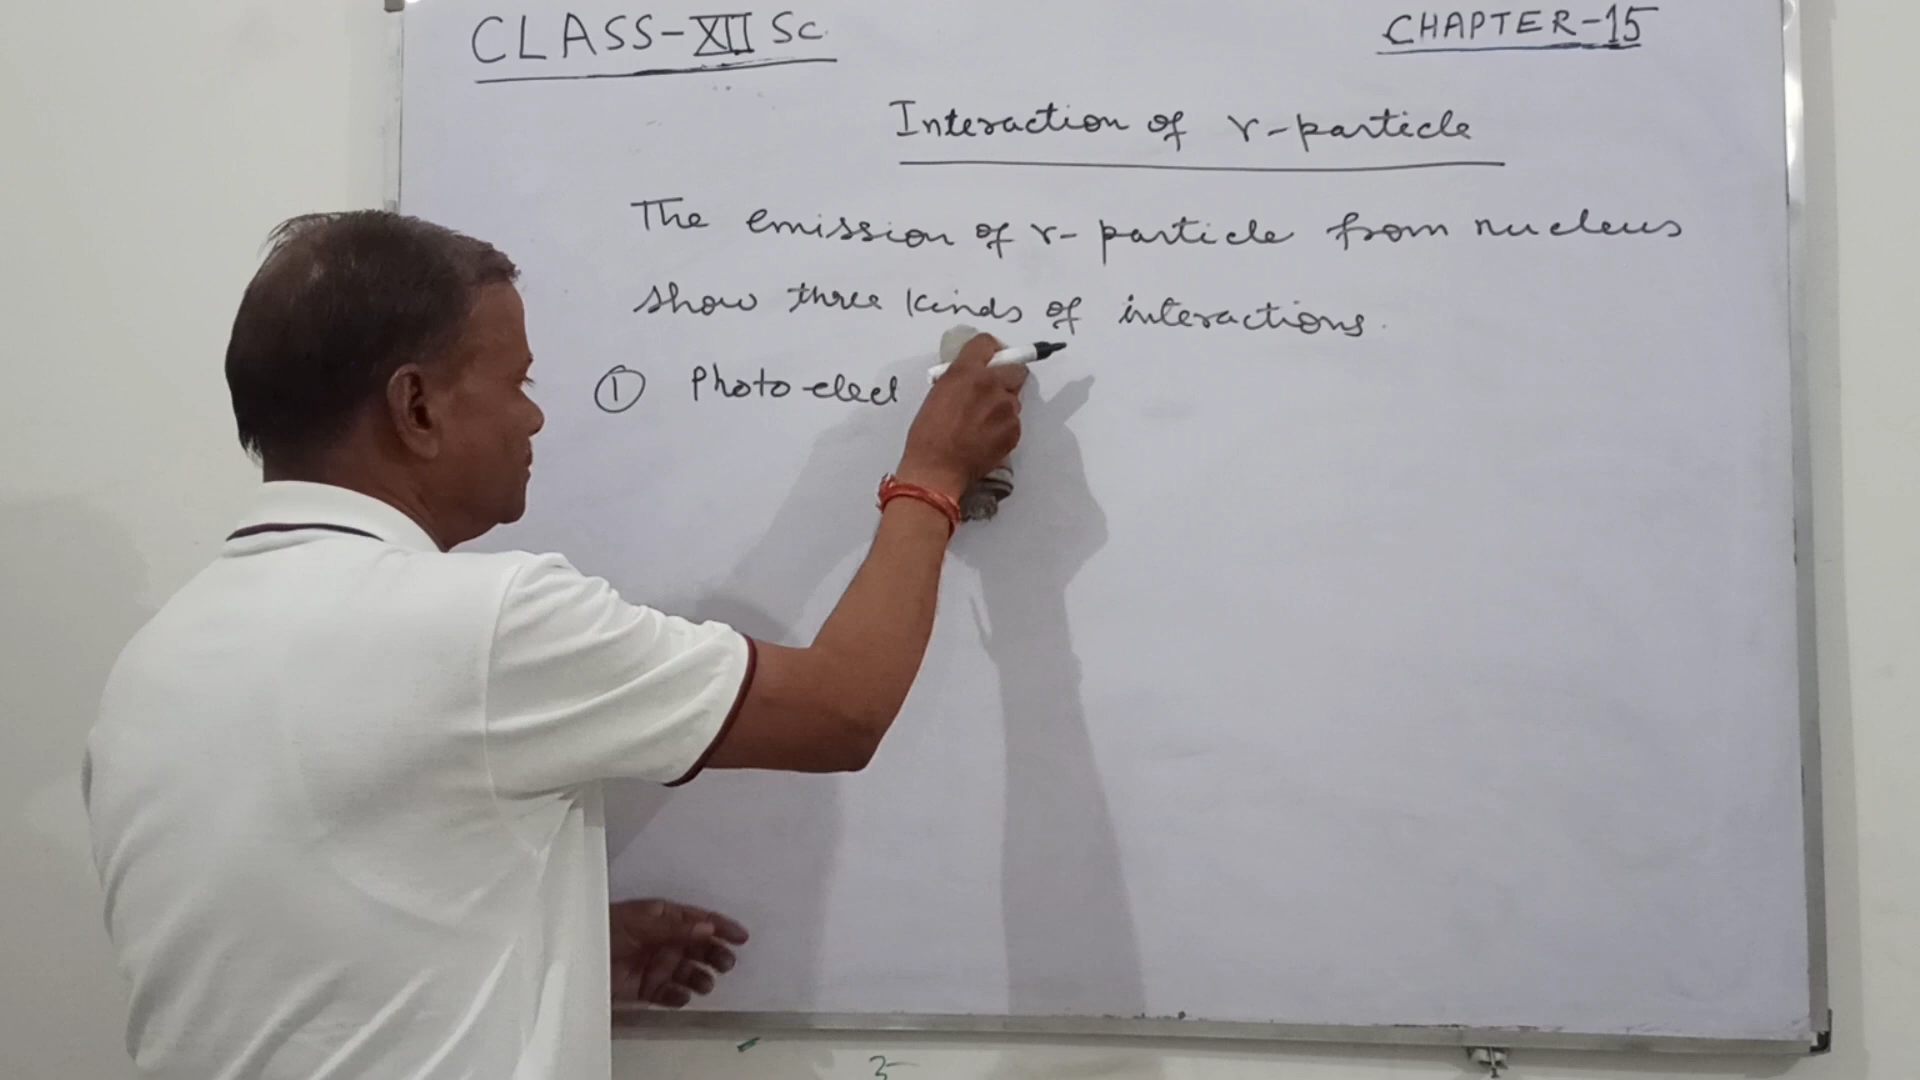 CLASS-XII Sc.
CHAPTER-15
Interaction of γ-particle
The emission of γ-particle from nucleus
show three kinds of interactions.
① Photo-elect
3